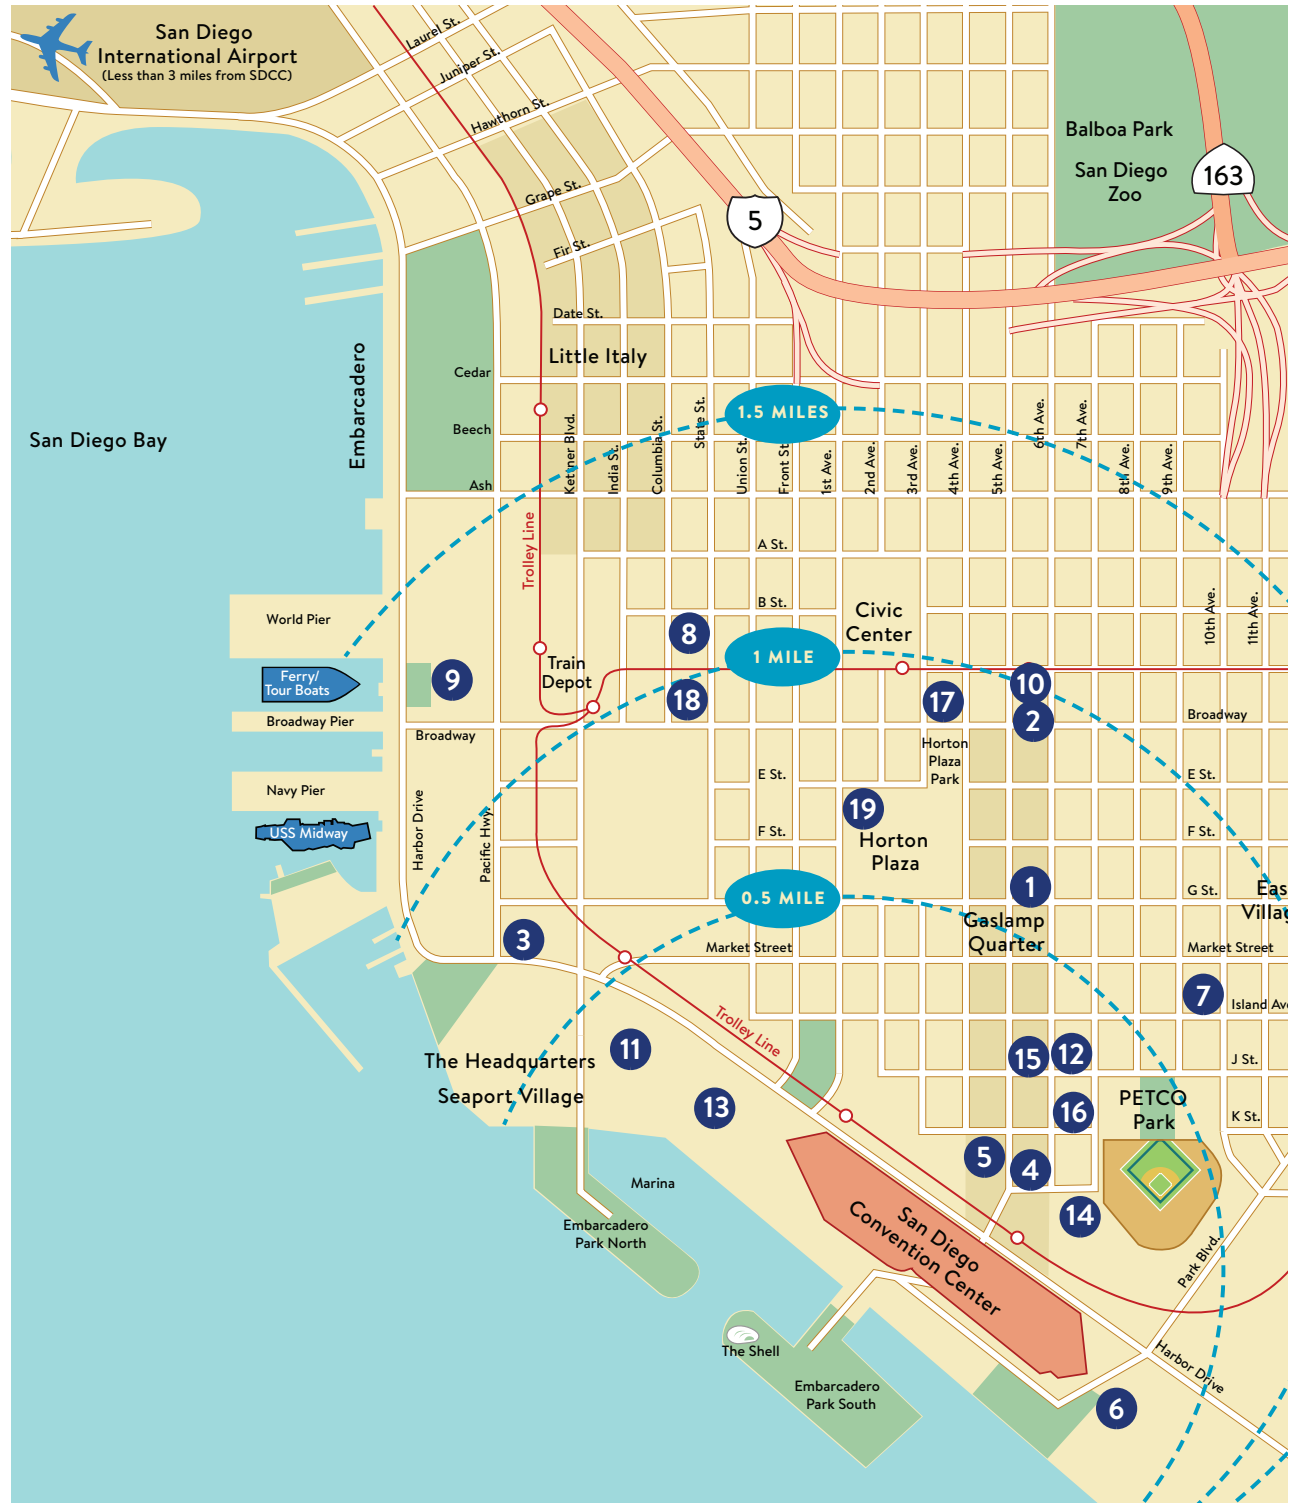 San Diego
International Airport
(Less than 3 miles from SDCC)
Laurel St.
Juniper St.
Hawthorn St.
Grape St.
Fir St.
Date St.
Balboa Park
San Diego
Zoo
163
5
Little Italy
Cedar
Beech
Ash
Embarcadero
San Diego Bay
1.5 MILES
Kettner Blvd.
India St.
Columbia St.
State St.
Union St.
Front St.
1st Ave.
2nd Ave.
3rd Ave.
4th Ave.
5th Ave.
6th Ave.
7th Ave.
8th Ave.
9th Ave.
10th Ave.
11th Ave.
Trolley Line
A St.
B St.
Civic
Center
World Pier
8
1 MILE
Train
Depot
Ferry/
Tour Boats
9
18
17
10
2
Broadway Pier
Broadway
Broadway
Horton
Plaza
Park
Navy Pier
E St.
E St.
USS Midway
Harbor Drive
Pacific Hwy.
19
F St.
F St.
Horton
Plaza
1
G St.
0.5 MILE
Gaslamp
Quarter
3
Market Street
Market Street
7
Trolley Line
11
15
12
J St.
The Headquarters
Seaport Village
13
16
PETCO
Park
K St.
5
4
Marina
14
Embarcadero
Park North
San Diego
Convention Center
Park Blvd.
The Shell
Harbor Drive
Embarcadero
Park South
6